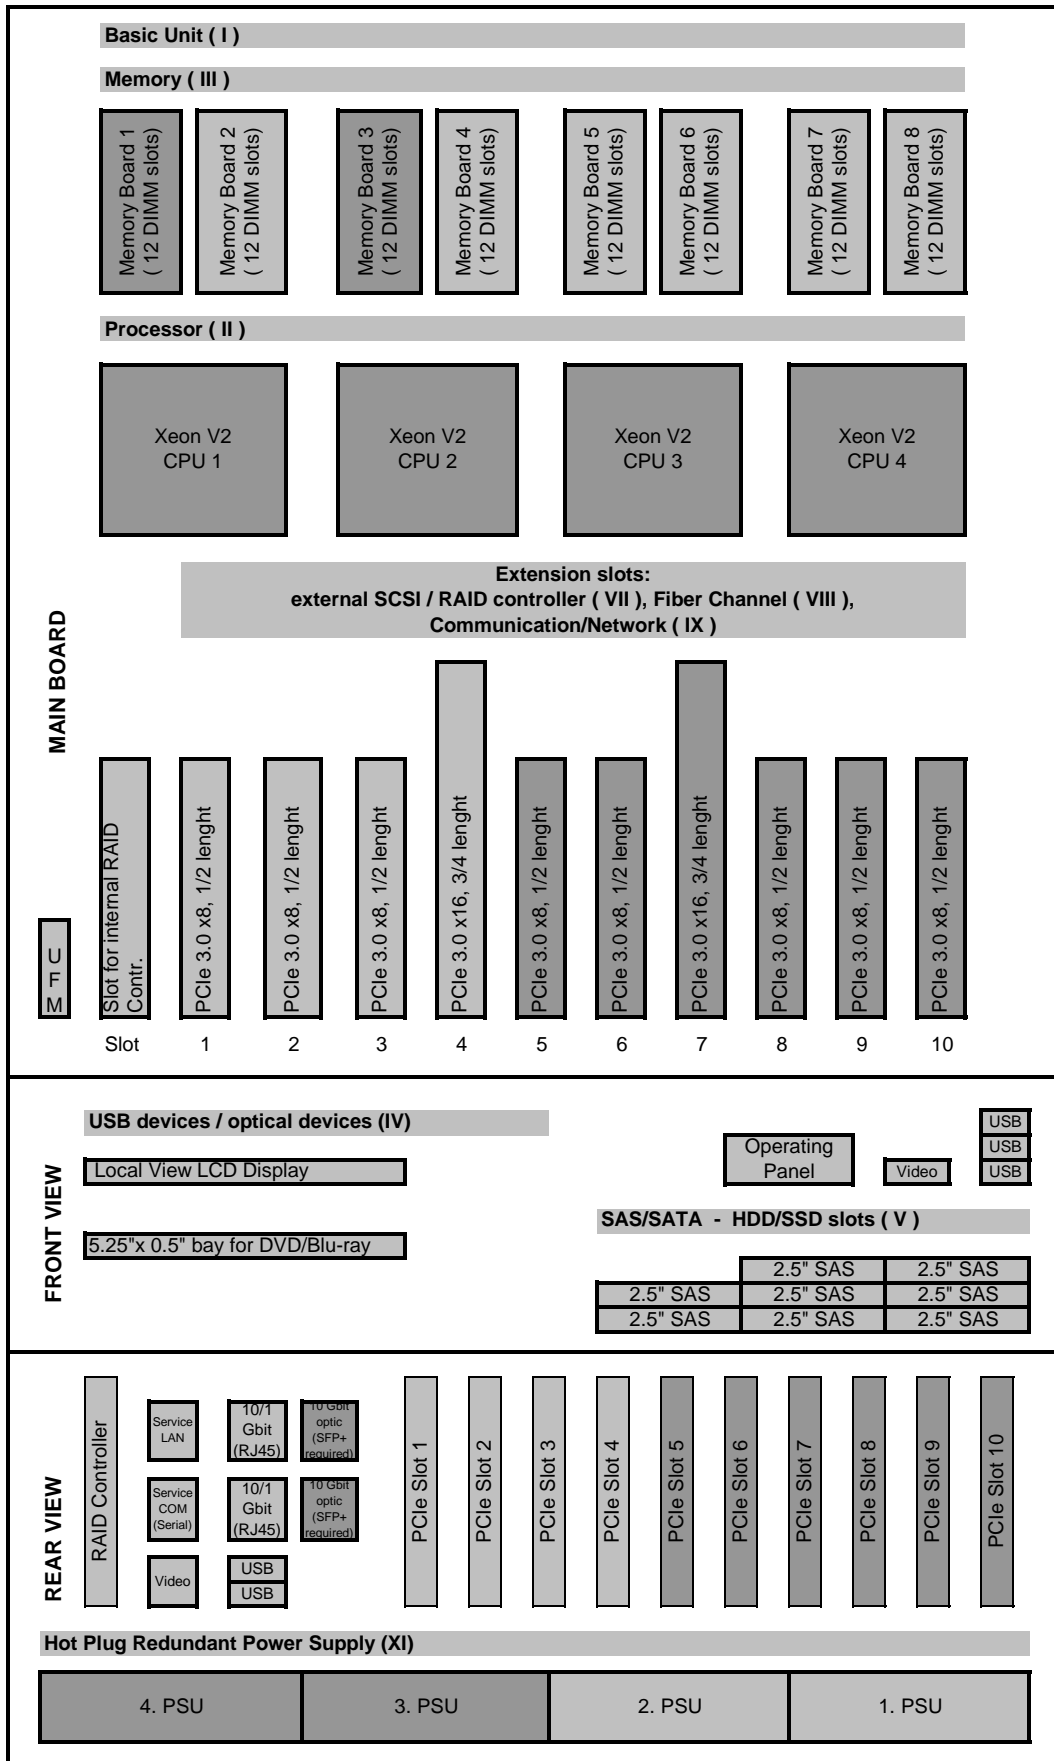 Basic Unit ( I )
Memory ( III )
Memory Board 1
( 12 DIMM slots)
Memory Board 2
( 12 DIMM slots)
Memory Board 3
( 12 DIMM slots)
Memory Board 4
( 12 DIMM slots)
Memory Board 5
( 12 DIMM slots)
Memory Board 6
( 12 DIMM slots)
Memory Board 7
( 12 DIMM slots)
Memory Board 8
( 12 DIMM slots)
Processor ( II )
Xeon V2
CPU 1
Xeon V2
CPU 2
Xeon V2
CPU 3
Xeon V2
CPU 4
Extension slots:
external SCSI / RAID controller ( VII ), Fiber Channel ( VIII ),
Communication/Network ( IX )
MAIN BOARD
U
F
M
Slot for internal RAID
Contr.
PCIe 3.0 x8, 1/2 lenght
PCIe 3.0 x8, 1/2 lenght
PCIe 3.0 x8, 1/2 lenght
PCIe 3.0 x16, 3/4 lenght
PCIe 3.0 x8, 1/2 lenght
PCIe 3.0 x8, 1/2 lenght
PCIe 3.0 x16, 3/4 lenght
PCIe 3.0 x8, 1/2 lenght
PCIe 3.0 x8, 1/2 lenght
PCIe 3.0 x8, 1/2 lenght
Slot 1 2 3 4 5 6 7 8 9 10
FRONT VIEW
USB devices / optical devices (IV)
Local View LCD Display
5.25"x 0.5" bay for DVD/Blu-ray
Operating
Panel
Video
USB
USB
USB
SAS/SATA - HDD/SSD slots ( V )
2.5" SAS 2.5" SAS
2.5" SAS 2.5" SAS 2.5" SAS
2.5" SAS 2.5" SAS 2.5" SAS
REAR VIEW
RAID Controller
Service
LAN
10/1
Gbit
(RJ45)
10 Gbit
optic
(SFP+
required)
Service
COM
(Serial)
10/1
Gbit
(RJ45)
10 Gbit
optic
(SFP+
required)
Video
USB
USB
PCIe Slot 1
PCIe Slot 2
PCIe Slot 3
PCIe Slot 4
PCIe Slot 5
PCIe Slot 6
PCIe Slot 7
PCIe Slot 8
PCIe Slot 9
PCIe Slot 10
Hot Plug Redundant Power Supply (XI)
4. PSU 3. PSU 2. PSU 1. PSU